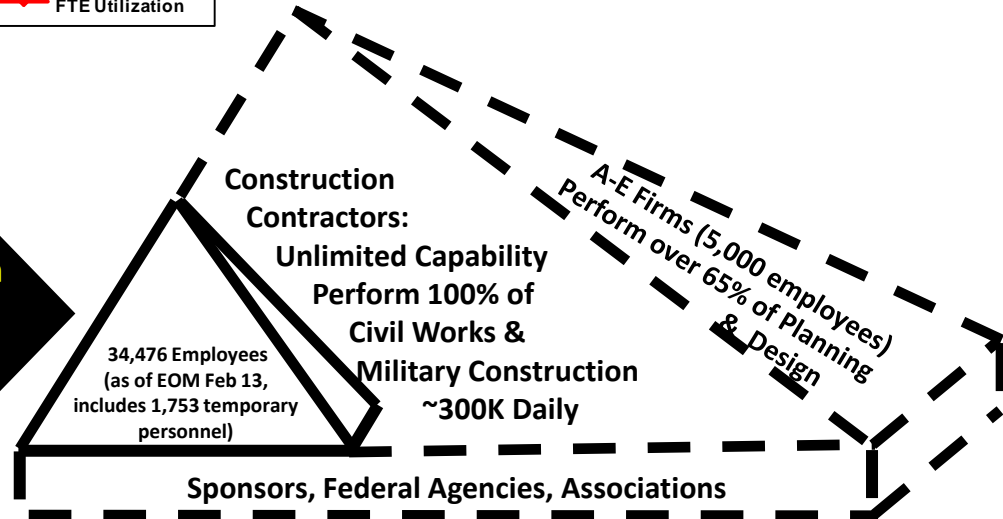 FTE Utilization
Construction
Contractors:
Unlimited Capability
Perform 100% of
Civil Works &
Military Construction
~300K Daily
A-E Firms (5,000 employees)
Perform over 65% of Planning
& Design
34,476 Employees
(as of EOM Feb 13,
includes 1,753 temporary
personnel)
Sponsors, Federal Agencies, Associations